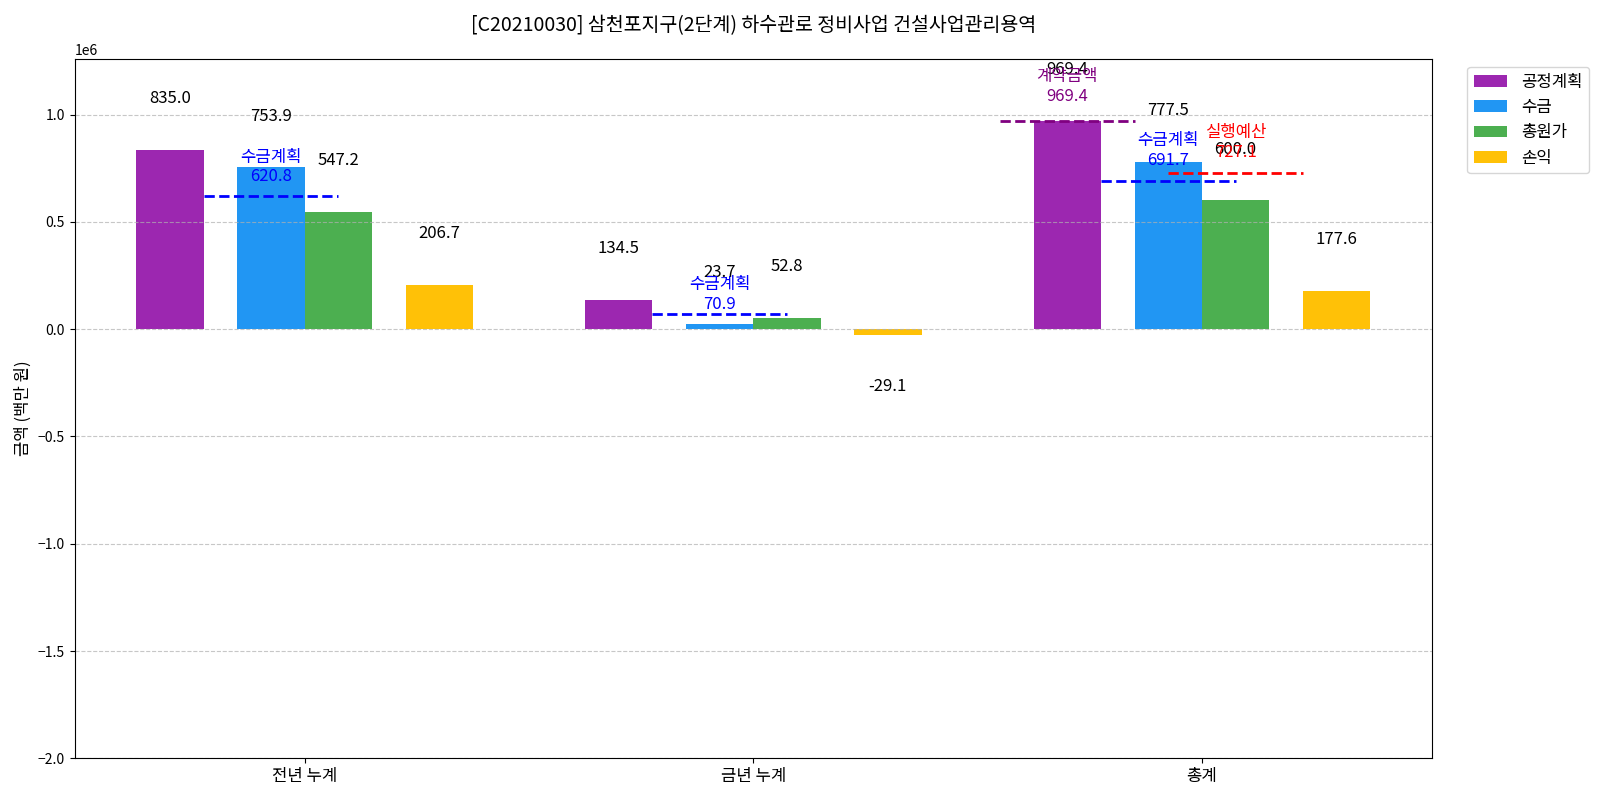 [C20210030] 삼천포지구(2단계) 하수관로 정비사업 건설사업관리용역
1e6
공정계획
수금
총원가
손익
금액 (백만 원)
1.0
0.5
0.0
−0.5
−1.0
−1.5
−2.0
835.0
753.9
수금계획
620.8
547.2
206.7
134.5
23.7
수금계획
70.9
52.8
-29.1
969.4
계약금액
969.4
777.5
수금계획
691.7
실행예산
727.1
600.0
177.6
전년 누계
금년 누계
총계